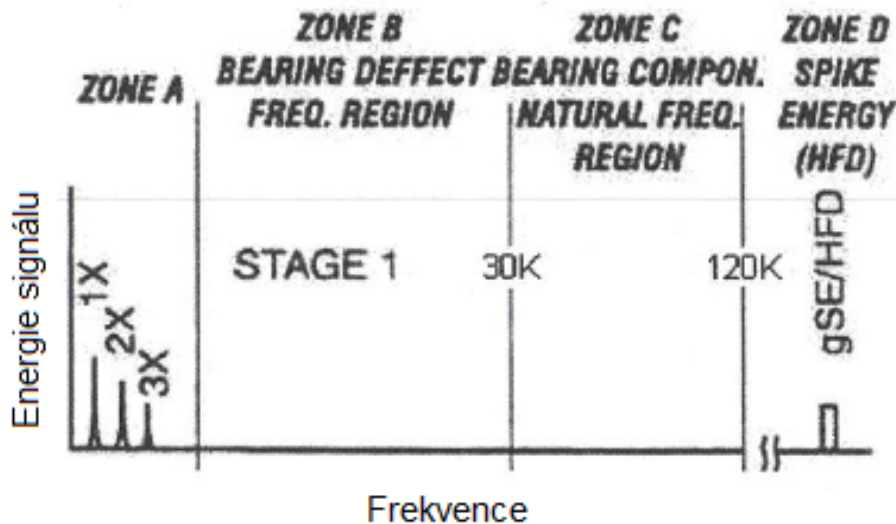 ZONE A
ZONE B
BEARING DEFFECT
FREQ. REGION
ZONE C
BEARING COMPON.
NATURAL FREQ.
REGION
ZONE D
SPIKE
ENERGY
(HFD)
Energie signálu
1X
2X
3X
STAGE 1
30K
120K
gSE/HFD
Frekvence